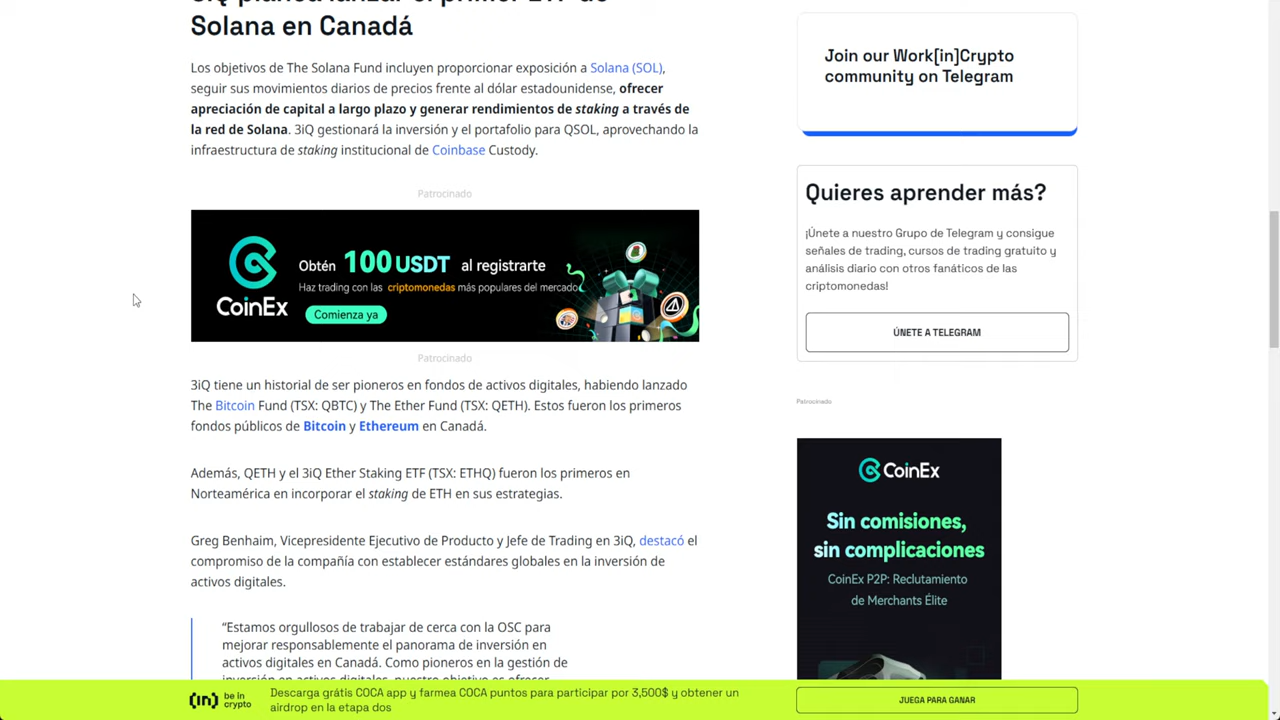 Solana en Canadá
Los objetivos de The Solana Fund incluyen proporcionar exposición a Solana (SOL),
seguir sus movimientos diarios de precios frente al dólar estadounidense, ofrecer
apreciación de capital a largo plazo y generar rendimientos de staking a través de
la red de Solana. 3iQ gestionará la inversión y el portafolio para QSOL, aprovechando la
infraestructura de staking institucional de Coinbase Custody.
Patrocinado
CoinEx
Obtén 100 USDT al registrarte
Haz trading con las criptomonedas más populares del mercado
Comienza ya
Patrocinado
3iQ tiene un historial de ser pioneros en fondos de activos digitales, habiendo lanzado
The Bitcoin Fund (TSX: QBTC) y The Ether Fund (TSX: QETH). Estos fueron los primeros
fondos públicos de Bitcoin y Ethereum en Canadá.
Además, QETH y el 3iQ Ether Staking ETF (TSX: ETHQ) fueron los primeros en
Norteamérica en incorporar el staking de ETH en sus estrategias.
Greg Benhaim, Vicepresidente Ejecutivo de Producto y Jefe de Trading en 3iQ, destacó el
compromiso de la compañía con establecer estándares globales en la inversión de
activos digitales.
“Estamos orgullosos de trabajar de cerca con la OSC para
mejorar responsablemente el panorama de inversión en
activos digitales en Canadá. Como pioneros en la gestión de
Join our Work[in]Crypto
community on Telegram
Quieres aprender más?
¡Únete a nuestro Grupo de Telegram y consigue
señales de trading, cursos de trading gratuito y
análisis diario con otros fanáticos de las
criptomonedas!
ÚNETE A TELEGRAM
Patrocinado
CoinEx
Sin comisiones,
sin complicaciones
CoinEx P2P: Reclutamiento
de Merchants Élite
(in) be in
crypto
Descarga grátis COCA app y farmea COCA puntos para participar por 3,500$ y obtener un
airdrop en la etapa dos
JUEGA PARA GANAR